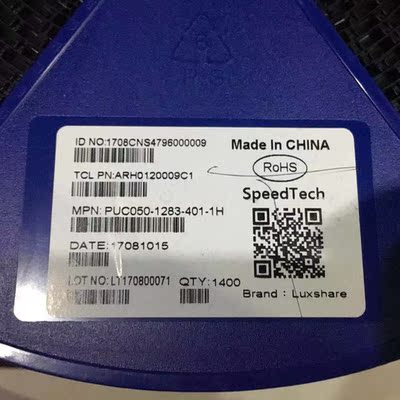 ID NO:1708CNS4796000009
Made In CHINA
TCL PN:ARH0120009C1
RoHS
SpeedTech
MPN: PUC050-1283-401-1H
DATE:17081015
LOT NO:LY170800071 QTY:1400
Brand : Luxshare